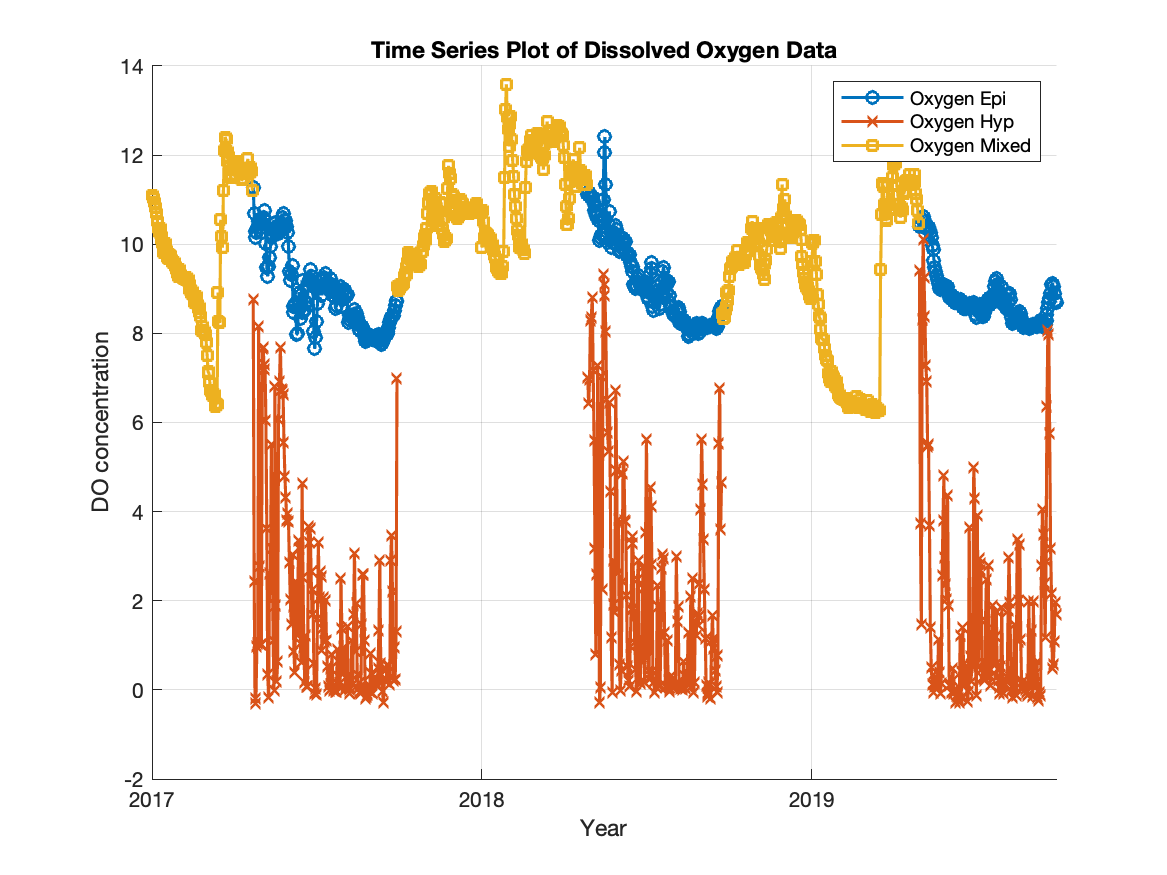 Time Series Plot of Dissolved Oxygen Data
14
12
10
8
6
4
2
0
-2
DO concentration
Oxygen Epi
Oxygen Hyp
Oxygen Mixed
2017
2018
2019
Year